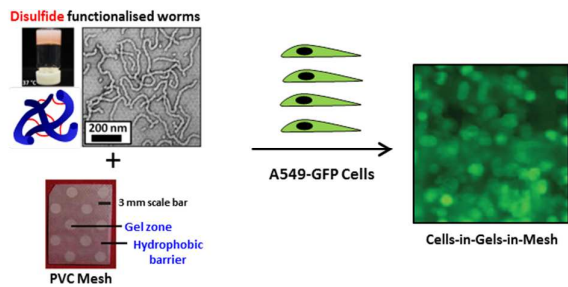 Disulfide functionalised worms
37 °C
200 nm
+
3 mm scale bar
Gel zone
Hydrophobic
barrier
PVC Mesh
A549-GFP Cells
Cells-in-Gels-in-Mesh